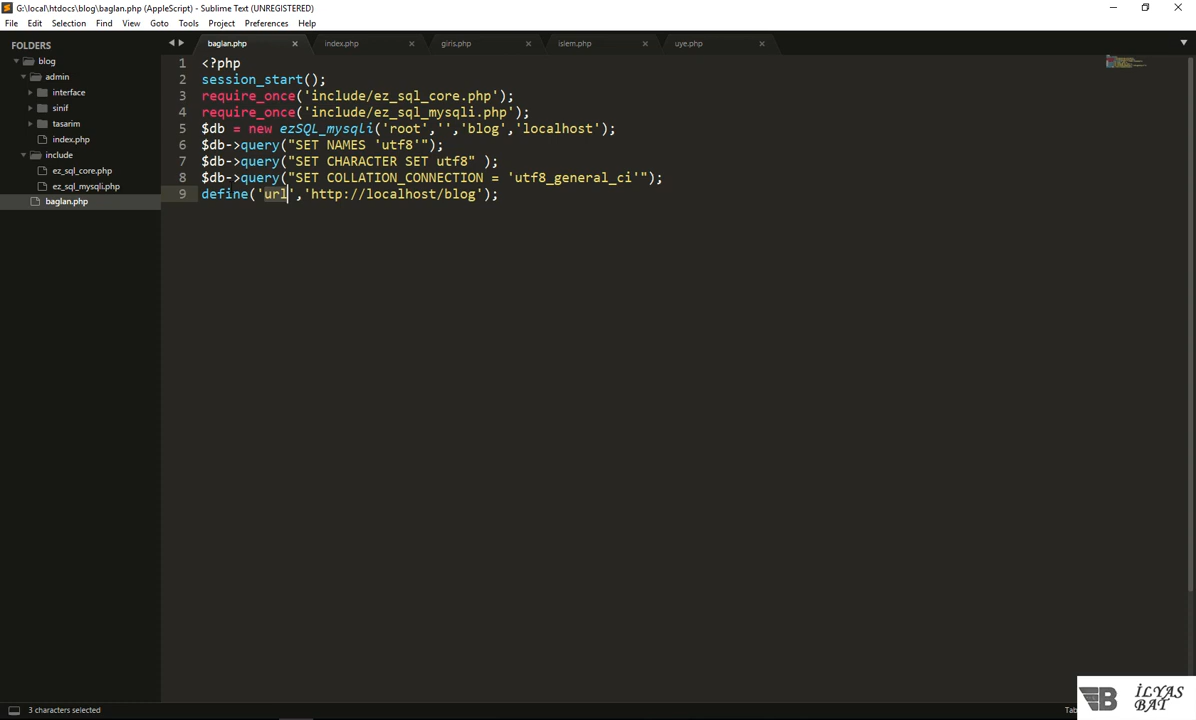 G:\local\htdocs\blog\baglan.php (AppleScript) - Sublime Text (UNREGISTERED)
File Edit Selection Find View Goto Tools Project Preferences Help
FOLDERS
blog
admin
interface
sinif
tasarim
index.php
include
ez_sql_core.php
ez_sql_mysqli.php
baglan.php
baglan.php index.php giris.php islem.php uye.php
1 <?php
2 session_start();
3 require_once('include/ez_sql_core.php');
4 require_once('include/ez_sql_mysqli.php');
5 $db = new ezSQL_mysqli('root','','blog','localhost');
6 $db->query("SET NAMES 'utf8'");
7 $db->query("SET CHARACTER SET utf8" );
8 $db->query("SET COLLATION_CONNECTION = 'utf8_general_ci'");
9 define('url','http://localhost/blog');
3 characters selected
İLYAS
BAT